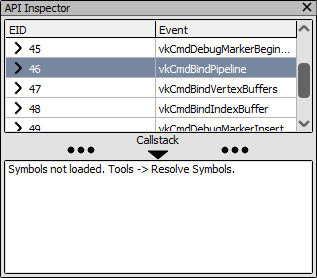 API Inspector
EID Event
45 vkCmdDebugMarkerBegin...
46 vkCmdBindPipeline
47 vkCmdBindVertexBuffers
48 vkCmdBindIndexBuffer
49 vkCmdDebugMarkerInsert
Callstack
Symbols not loaded. Tools -> Resolve Symbols.